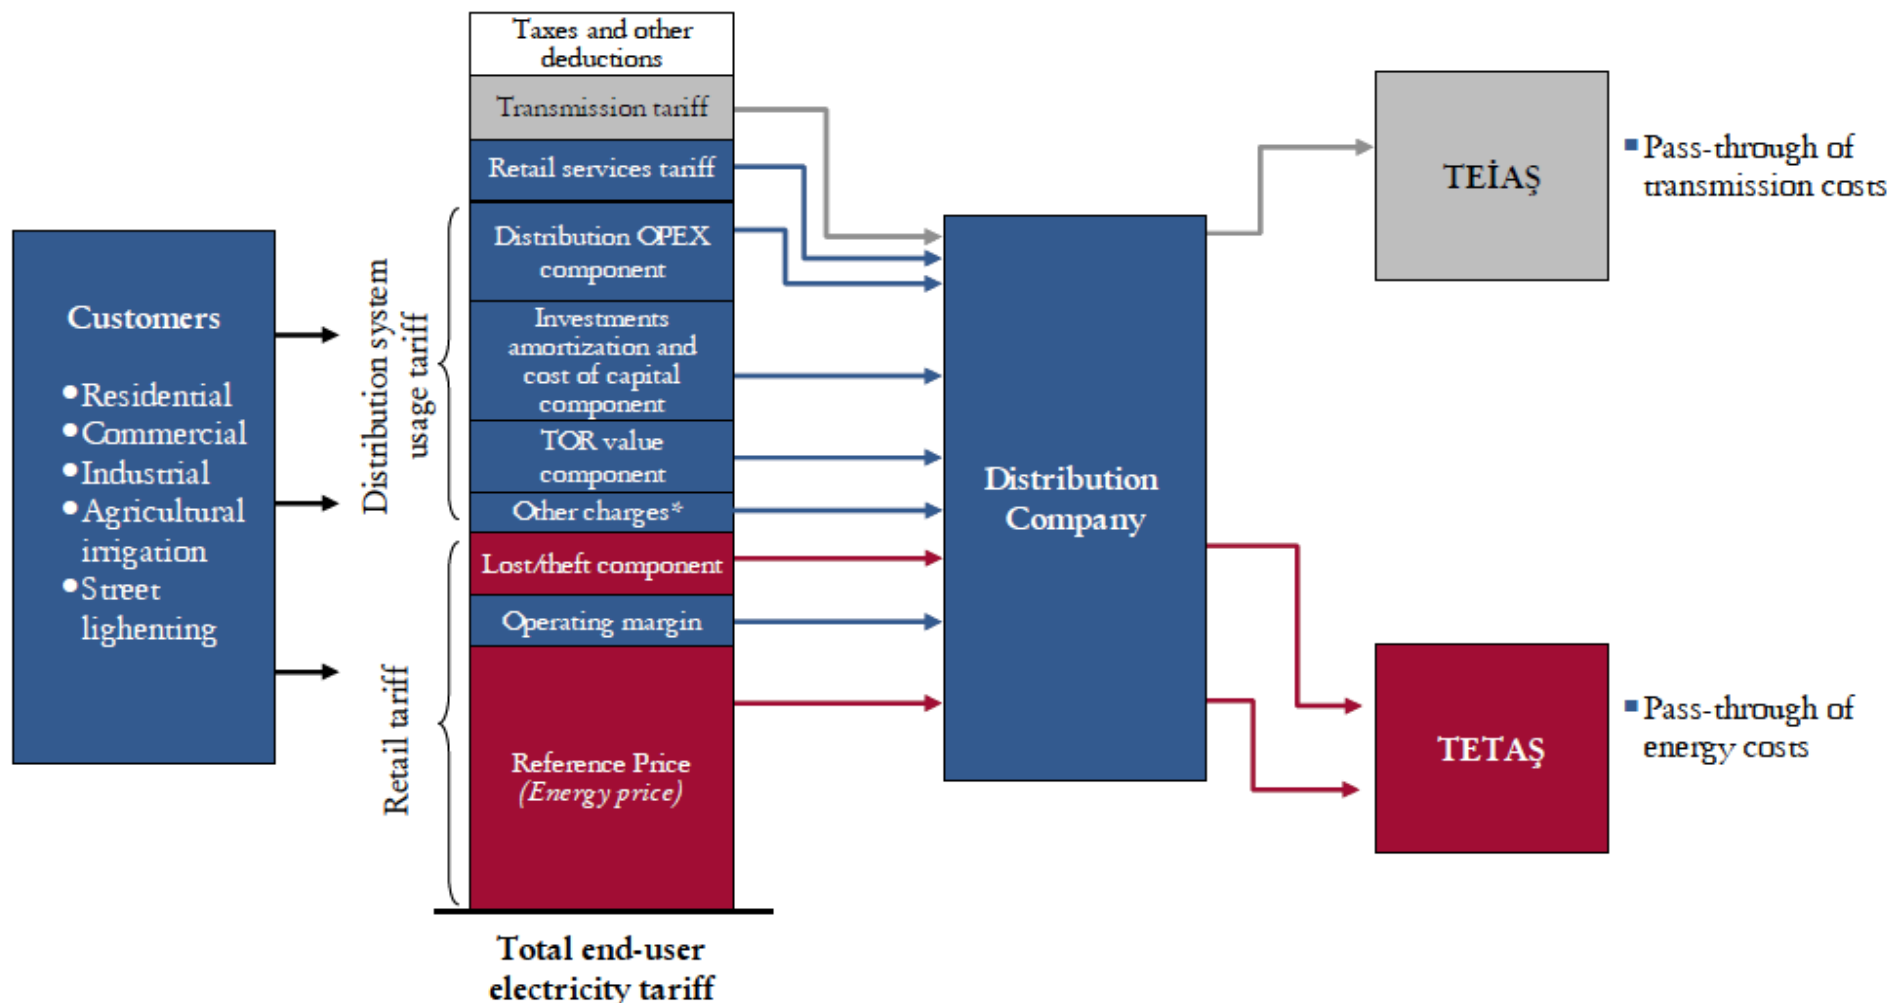 Customers
•Residential
•Commercial
•Industrial
•Agricultural
irrigation
•Street
lighenting
Distribution system
usage tariff
Retail tariff
Taxes and other
deductions
Transmission tariff
Retail services tariff
Distribution OPEX
component
Investments
amortization and
cost of capital
component
TOR value
component
Other charges*
Lost/theft component
Operating margin
Reference Price
(Energy price)
Total end-user
electricity tariff
Distribution
Company
TEİAŞ
▪ Pass-through of
transmission costs
TETAŞ
▪ Pass-through of
energy costs